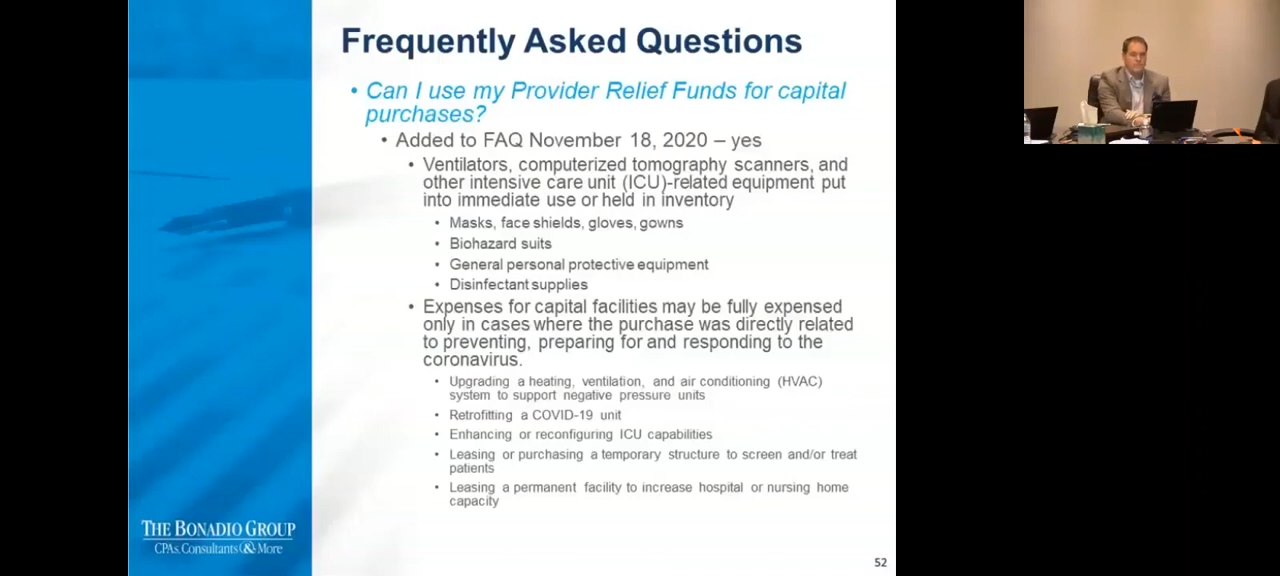 Frequently Asked Questions
• Can I use my Provider Relief Funds for capital
purchases?
• Added to FAQ November 18, 2020 – yes
• Ventilators, computerized tomography scanners, and
other intensive care unit (ICU)-related equipment put
into immediate use or held in inventory
• Masks, face shields, gloves, gowns
• Biohazard suits
• General personal protective equipment
• Disinfectant supplies
• Expenses for capital facilities may be fully expensed
only in cases where the purchase was directly related
to preventing, preparing for and responding to the
coronavirus.
• Upgrading a heating, ventilation, and air conditioning (HVAC)
system to support negative pressure units
• Retrofitting a COVID-19 unit
• Enhancing or reconfiguring ICU capabilities
• Leasing or purchasing a temporary structure to screen and/or treat
patients
• Leasing a permanent facility to increase hospital or nursing home
capacity
THE BONADIO GROUP
CPAs, Consultants & More
52